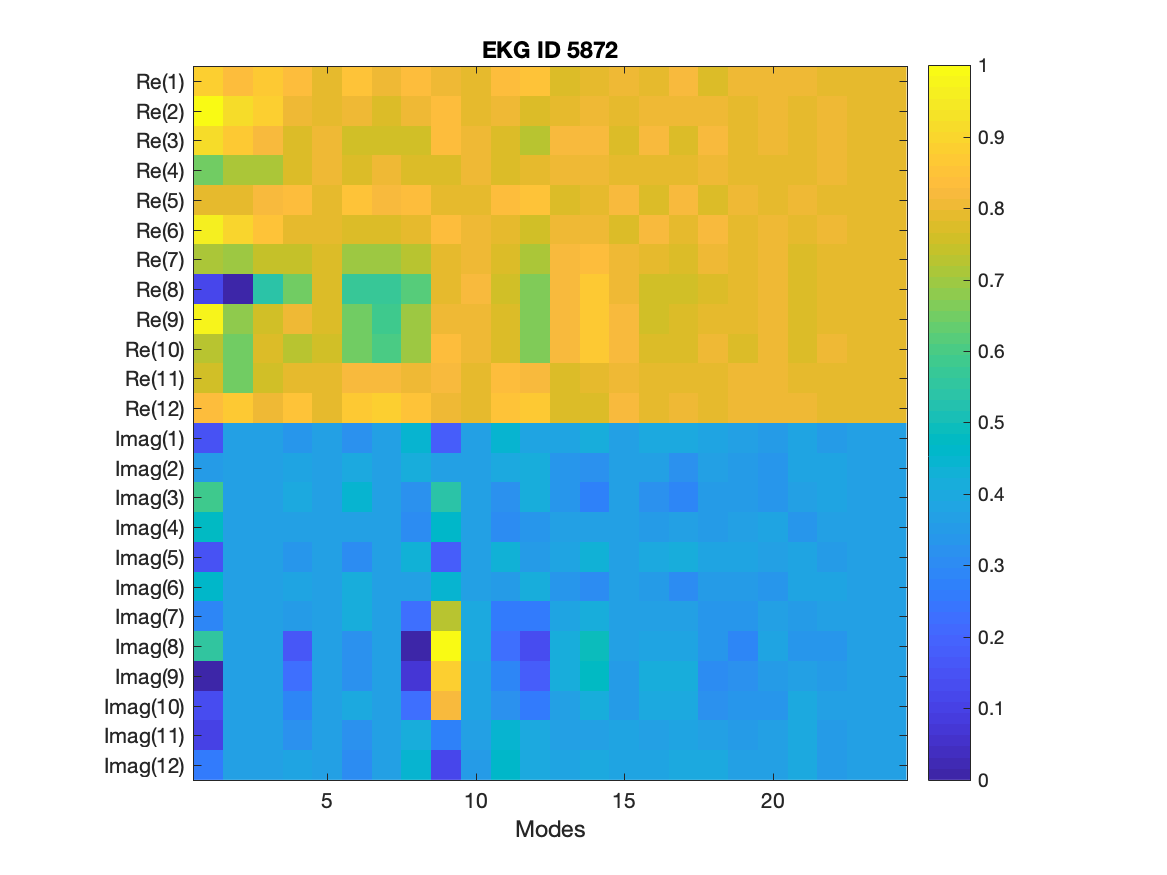 EKG ID 5872
Re(1)
Re(2)
Re(3)
Re(4)
Re(5)
Re(6)
Re(7)
Re(8)
Re(9)
Re(10)
Re(11)
Re(12)
Imag(1)
Imag(2)
Imag(3)
Imag(4)
Imag(5)
Imag(6)
Imag(7)
Imag(8)
Imag(9)
Imag(10)
Imag(11)
Imag(12)
5 10 15 20
Modes
1
0.9
0.8
0.7
0.6
0.5
0.4
0.3
0.2
0.1
0